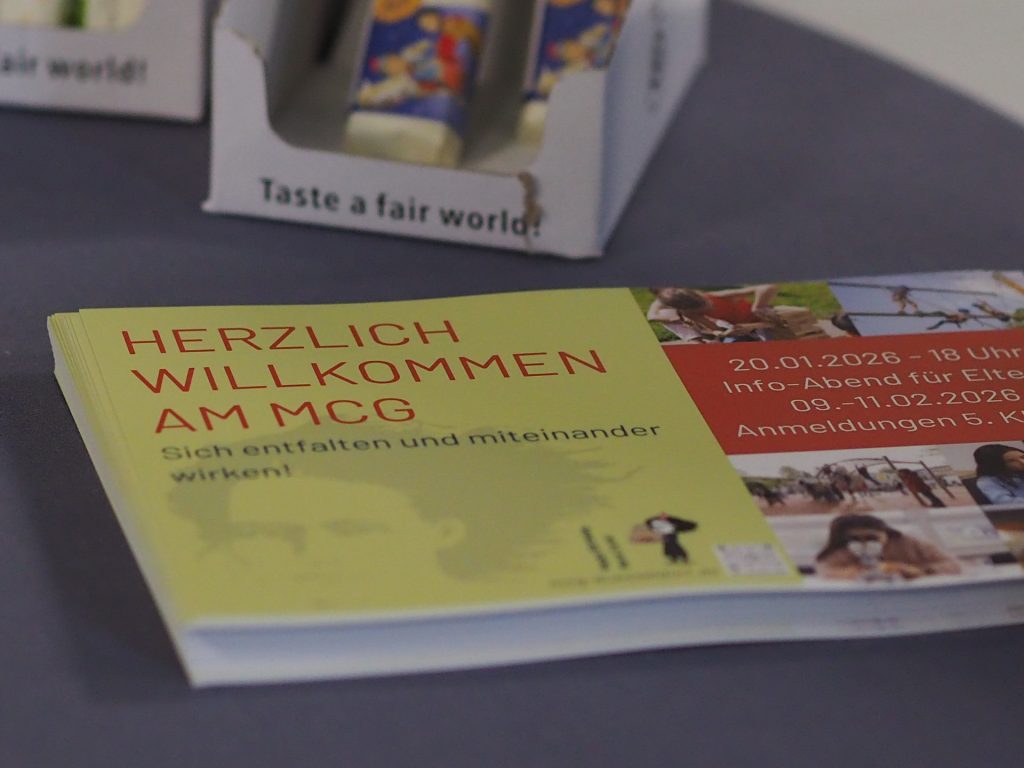 air world!
Taste a fair world!
HERZLICH
WILLKOMMEN
AM MCG
Sich entfalten und miteinander
wirken!
20.01.2026 - 18 Uhr
Info-Abend für Elte
09.-11.02.2026
Anmeldungen 5. K